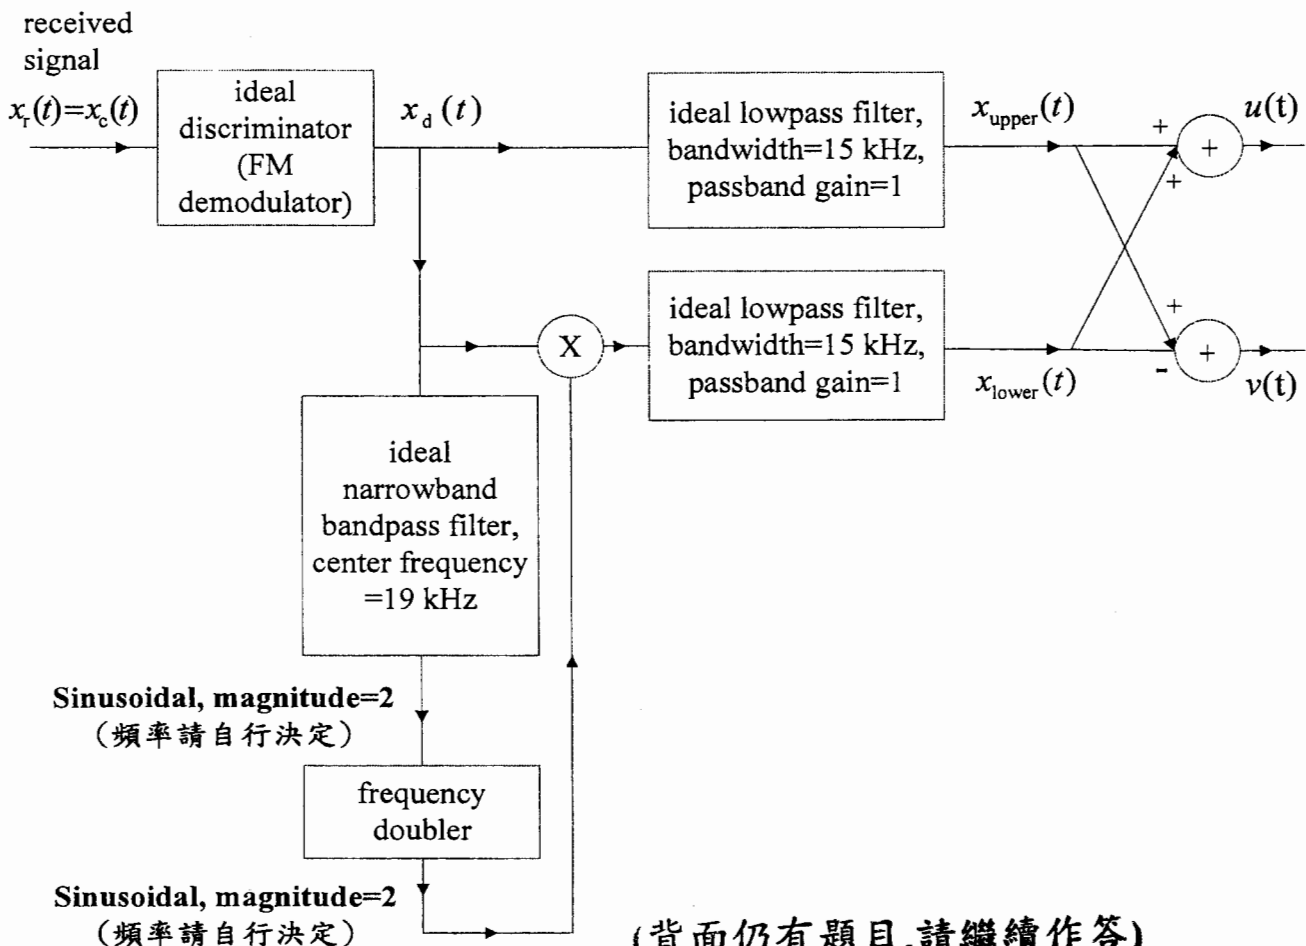 received
signal
x_r(t)=x_c(t)
ideal
discriminator
(FM
demodulator)
x_d(t)
ideal lowpass filter,
bandwidth=15 kHz,
passband gain=1
x_upper(t)
+
+
+
u(t)
X
ideal lowpass filter,
bandwidth=15 kHz,
passband gain=1
x_lower(t)
+
-
+
v(t)
ideal
narrowband
bandpass filter,
center frequency
=19 kHz
Sinusoidal, magnitude=2
(頻率請自行決定)
frequency
doubler
Sinusoidal, magnitude=2
(頻率請自行決定)
(背面仍有題目,請繼續作答)